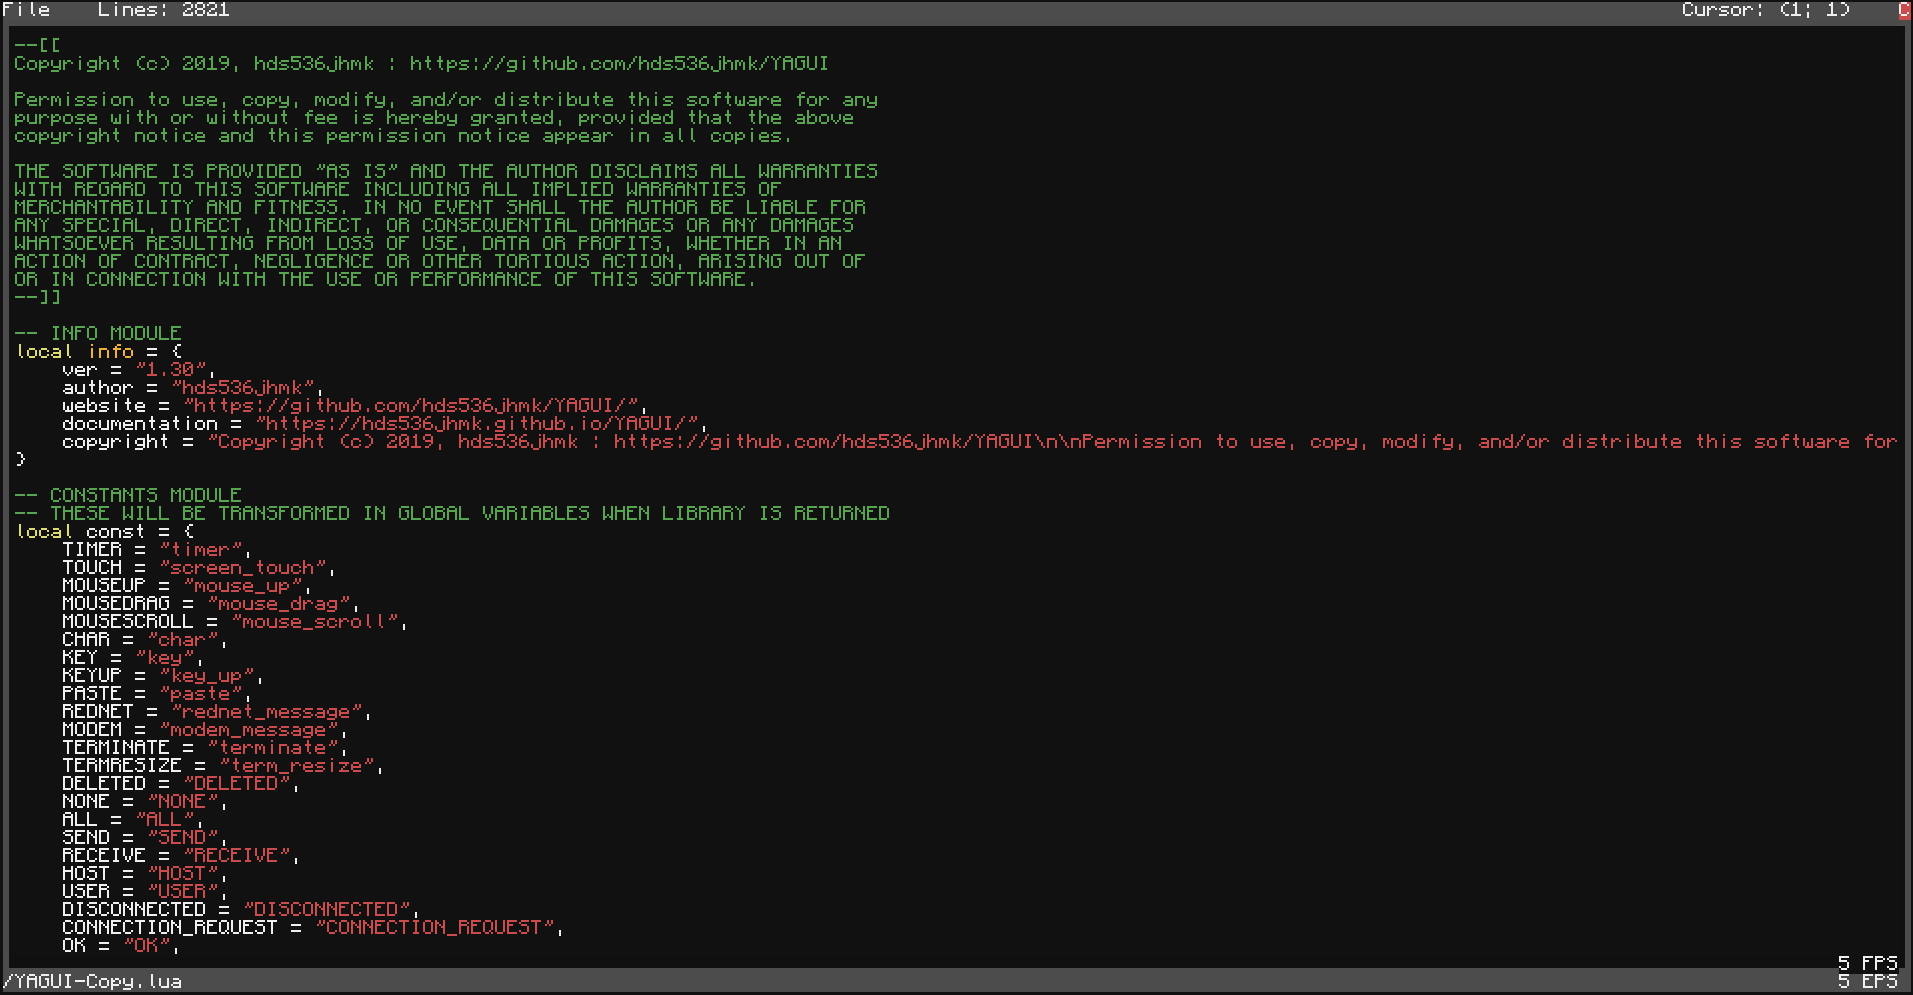 File    Lines: 2821    Cursor: (1; 1)    C
--[[
Copyright (c) 2019, hds536jhmk : https://github.com/hds536jhmk/YAGUI

Permission to use, copy, modify, and/or distribute this software for any
purpose with or without fee is hereby granted, provided that the above
copyright notice and this permission notice appear in all copies.

THE SOFTWARE IS PROVIDED "AS IS" AND THE AUTHOR DISCLAIMS ALL WARRANTIES
WITH REGARD TO THIS SOFTWARE INCLUDING ALL IMPLIED WARRANTIES OF
MERCHANTABILITY AND FITNESS. IN NO EVENT SHALL THE AUTHOR BE LIABLE FOR
ANY SPECIAL, DIRECT, INDIRECT, OR CONSEQUENTIAL DAMAGES OR ANY DAMAGES
WHATSOEVER RESULTING FROM LOSS OF USE, DATA OR PROFITS, WHETHER IN AN
ACTION OF CONTRACT, NEGLIGENCE OR OTHER TORTIOUS ACTION, ARISING OUT OF
OR IN CONNECTION WITH THE USE OR PERFORMANCE OF THIS SOFTWARE.
--]]

-- INFO MODULE
local info = {
    ver = "1.30",
    author = "hds536jhmk",
    website = "https://github.com/hds536jhmk/YAGUI/",
    documentation = "https://hds536jhmk.github.io/YAGUI/",
    copyright = "Copyright (c) 2019, hds536jhmk : https://github.com/hds536jhmk/YAGUI\n\nPermission to use, copy, modify, and/or distribute this software for
}

-- CONSTANTS MODULE
-- THESE WILL BE TRANSFORMED IN GLOBAL VARIABLES WHEN LIBRARY IS RETURNED
local const = {
    TIMER = "timer",
    TOUCH = "screen_touch",
    MOUSEUP = "mouse_up",
    MOUSEDRAG = "mouse_drag",
    MOUSESCROLL = "mouse_scroll",
    CHAR = "char",
    KEY = "key",
    KEYUP = "key_up",
    PASTE = "paste",
    REDNET = "rednet_message",
    MODEM = "modem_message",
    TERMINATE = "terminate",
    TERMRESIZE = "term_resize",
    DELETED = "DELETED",
    NONE = "NONE",
    ALL = "ALL",
    SEND = "SEND",
    RECEIVE = "RECEIVE",
    HOST = "HOST",
    USER = "USER",
    DISCONNECTED = "DISCONNECTED",
    CONNECTION_REQUEST = "CONNECTION_REQUEST",
    OK = "OK",
5 FPS
/YAGUI-Copy.lua    5 EPS